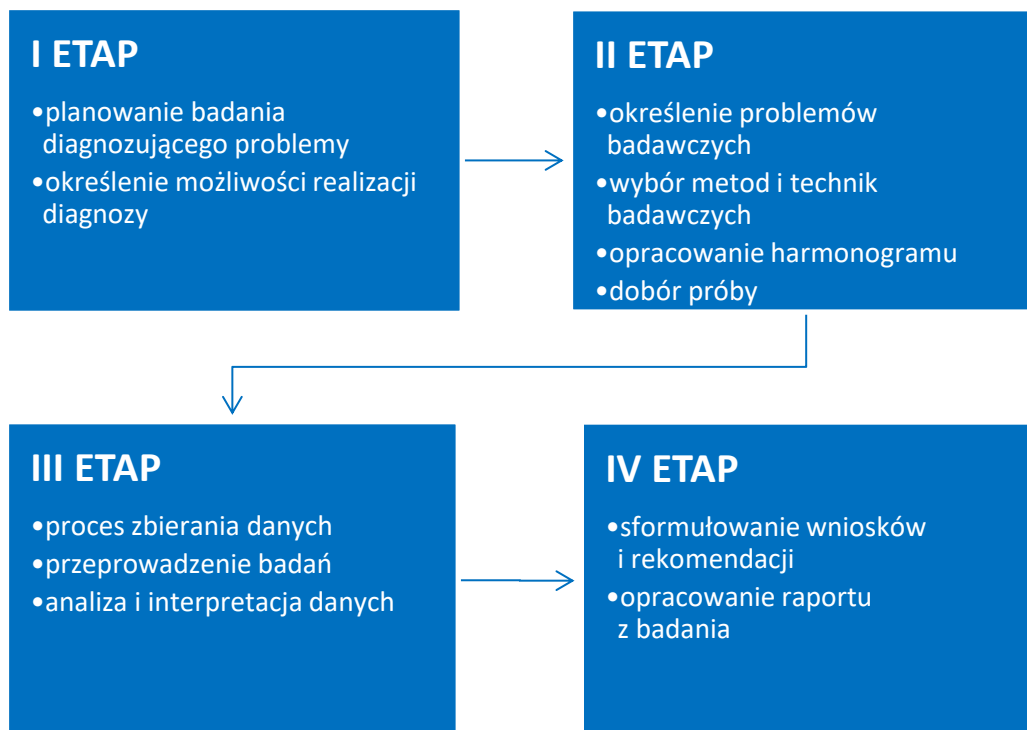 I ETAP
•planowanie badania
diagnozującego problemy
•określenie możliwości realizacji
diagnozy
II ETAP
•określenie problemów
badawczych
•wybór metod i technik
badawczych
•opracowanie harmonogramu
•dobór próby
III ETAP
•proces zbierania danych
•przeprowadzenie badań
•analiza i interpretacja danych
IV ETAP
•sformułowanie wniosków
i rekomendacji
•opracowanie raportu
z badania